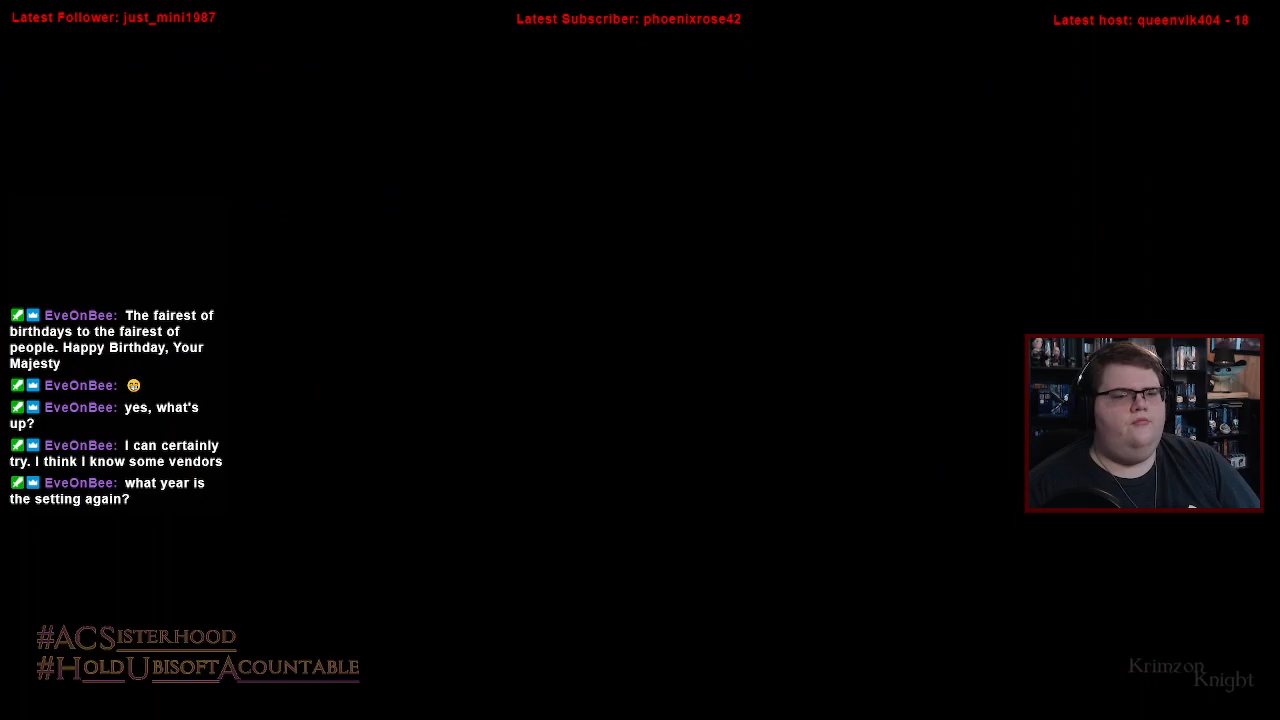 Latest Follower: just_mini1987
Latest Subscriber: phoenixrose42
Latest host: queenvik404 - 18
EveOnBee: The fairest of
birthdays to the fairest of
people. Happy Birthday, Your
Majesty
EveOnBee: 😁
EveOnBee: yes, what's
up?
EveOnBee: I can certainly
try. I think I know some vendors
EveOnBee: what year is
the setting again?
#ACSisterhood
#HoldUbisoftAcountable
Krimzon
Knight